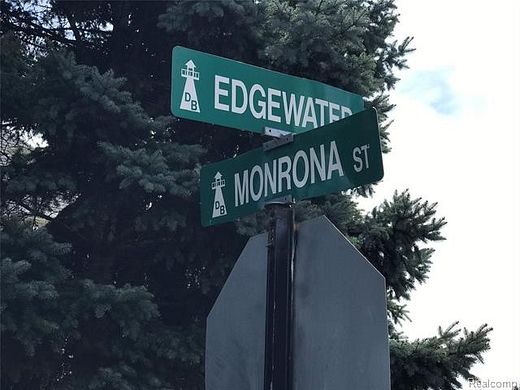 DB EDGEWATER
DB MONRONA ST
Realcomp